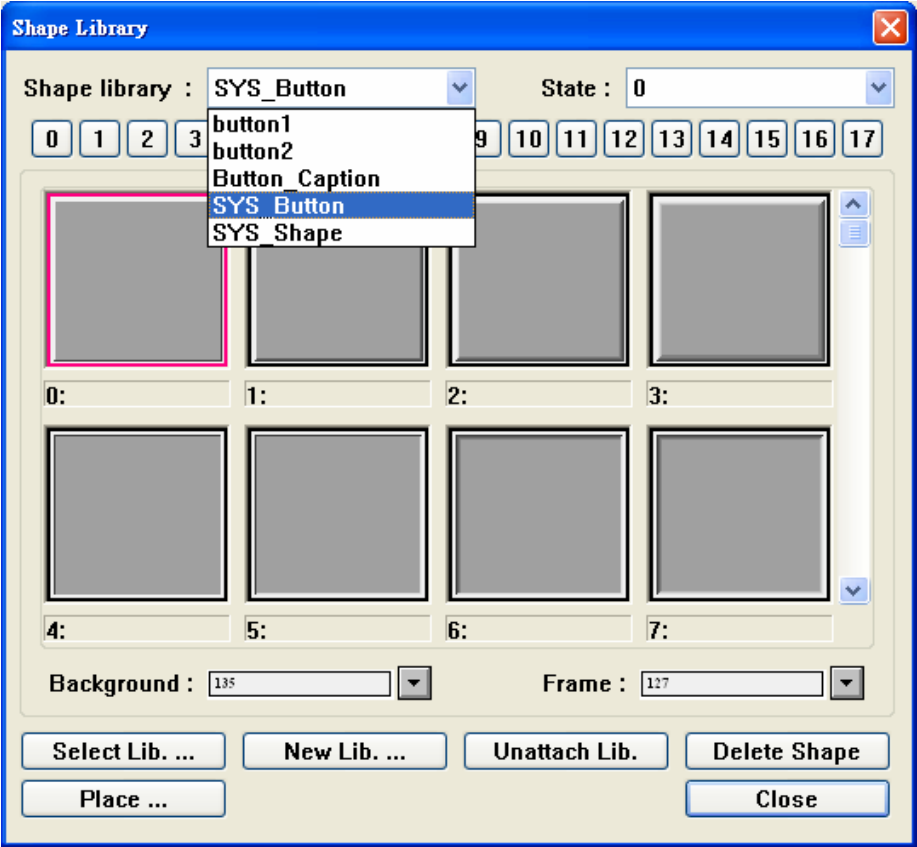 Shape Library
Shape library : SYS_Button State : 0
button1
button2
Button_Caption
SYS_Button
SYS_Shape
0 1 2 3 9 10 11 12 13 14 15 16 17
0: 1: 2: 3:
4: 5: 6: 7:
Background : 135 Frame : 127
Select Lib. ... New Lib. ... Unattach Lib. Delete Shape
Place ... Close